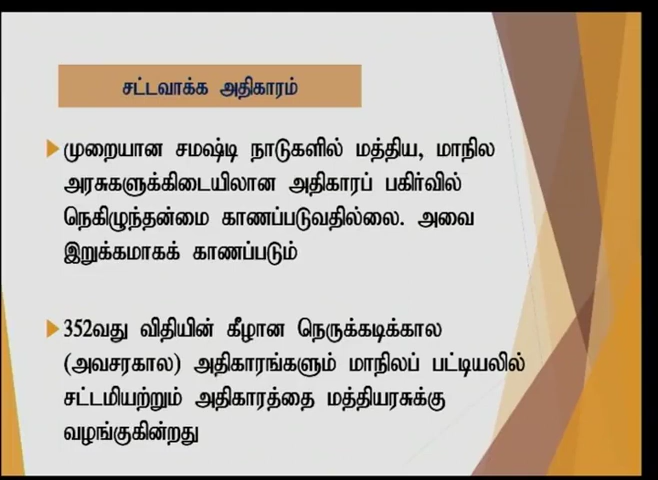 சட்டவாக்க அதிகாரம்
முறையான சமஷ்டி நாடுகளில் மத்திய, மாநில
அரசுகளுக்கிடையிலான அதிகாரப் பகிர்வில்
நெகிழுந்தன்மை காணப்படுவதில்லை. அவை
இறுக்கமாகக் காணப்படும்
352வது விதியின் கீழான நெருக்கடிக்கால
(அவசரகால) அதிகாரங்களும் மாநிலப் பட்டியலில்
சட்டமியற்றும் அதிகாரத்தை மத்தியரசுக்கு
வழங்குகின்றது